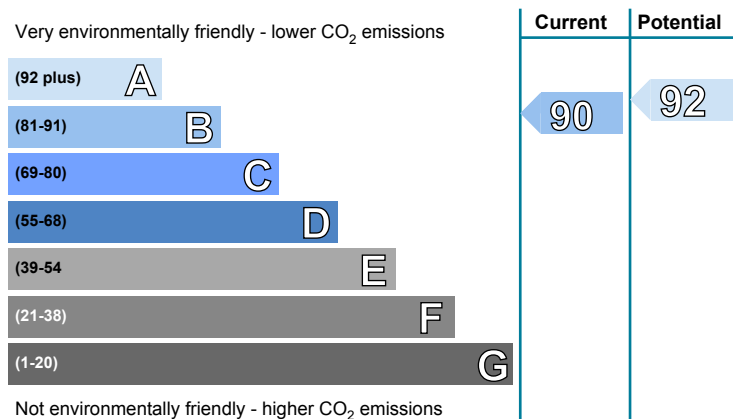 Very environmentally friendly - lower CO2 emissions
Current
Potential
(92 plus) A
(81-91) B
(69-80) C
(55-68) D
(39-54 E
(21-38) F
(1-20) G
90
92
Not environmentally friendly - higher CO2 emissions